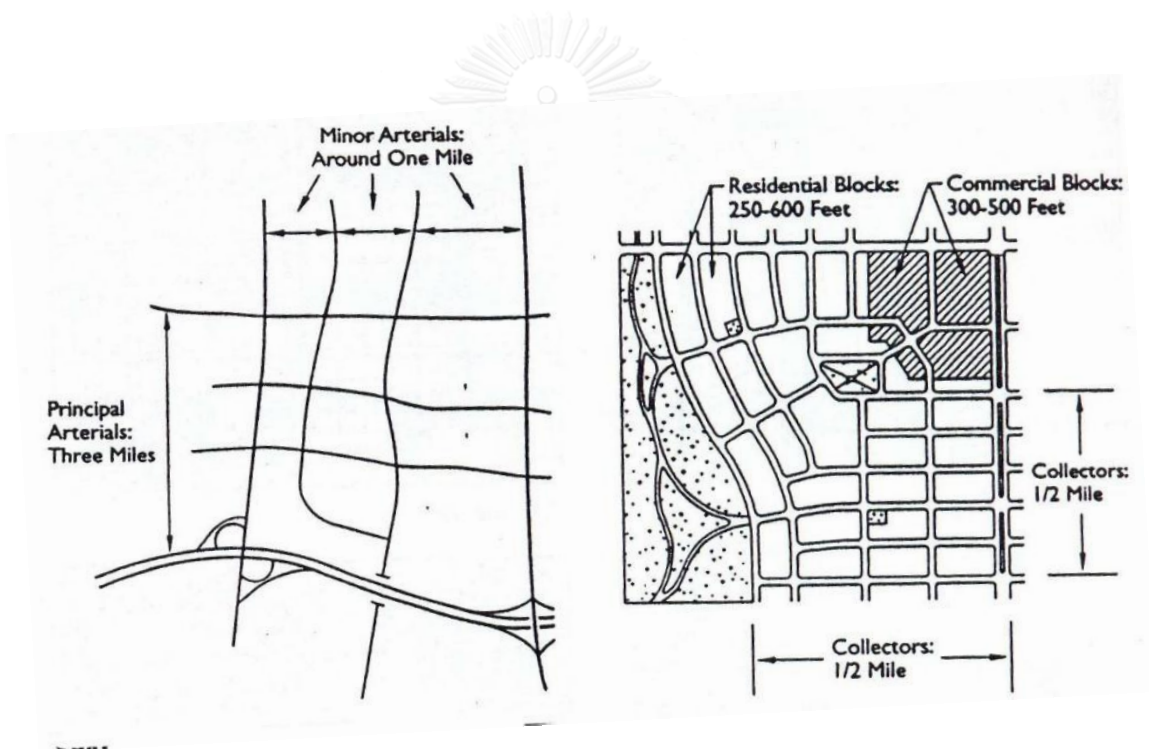 Minor Arterials:
Around One Mile
Principal
Arterials:
Three Miles
Residential Blocks:
250-600 Feet
Commercial Blocks:
300-500 Feet
Collectors:
1/2 Mile
Collectors:
1/2 Mile